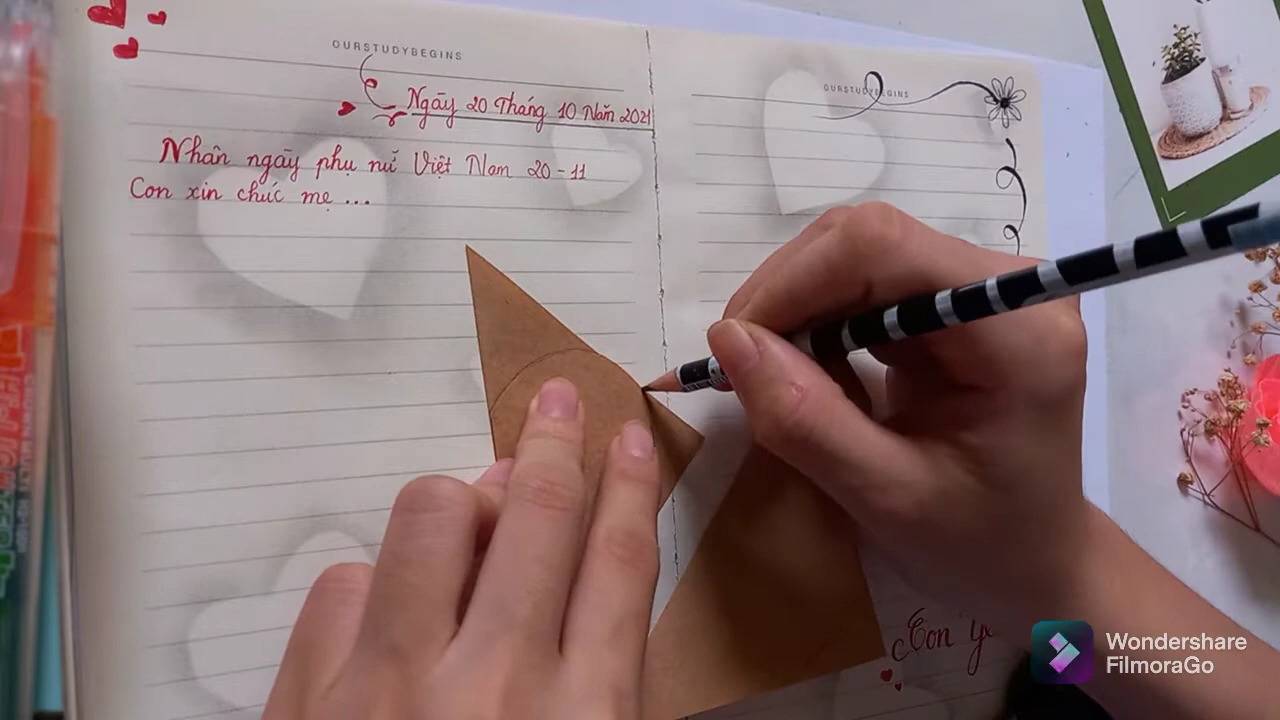 OURSTUDYBEGINS
OURSTUDYBEGINS
Ngày 20 Tháng 10 Năm 2021
Nhân ngày phụ nữ Việt Nam 20-11
Con xin chúc mẹ ...
Con
Wondershare
FilmoraGo